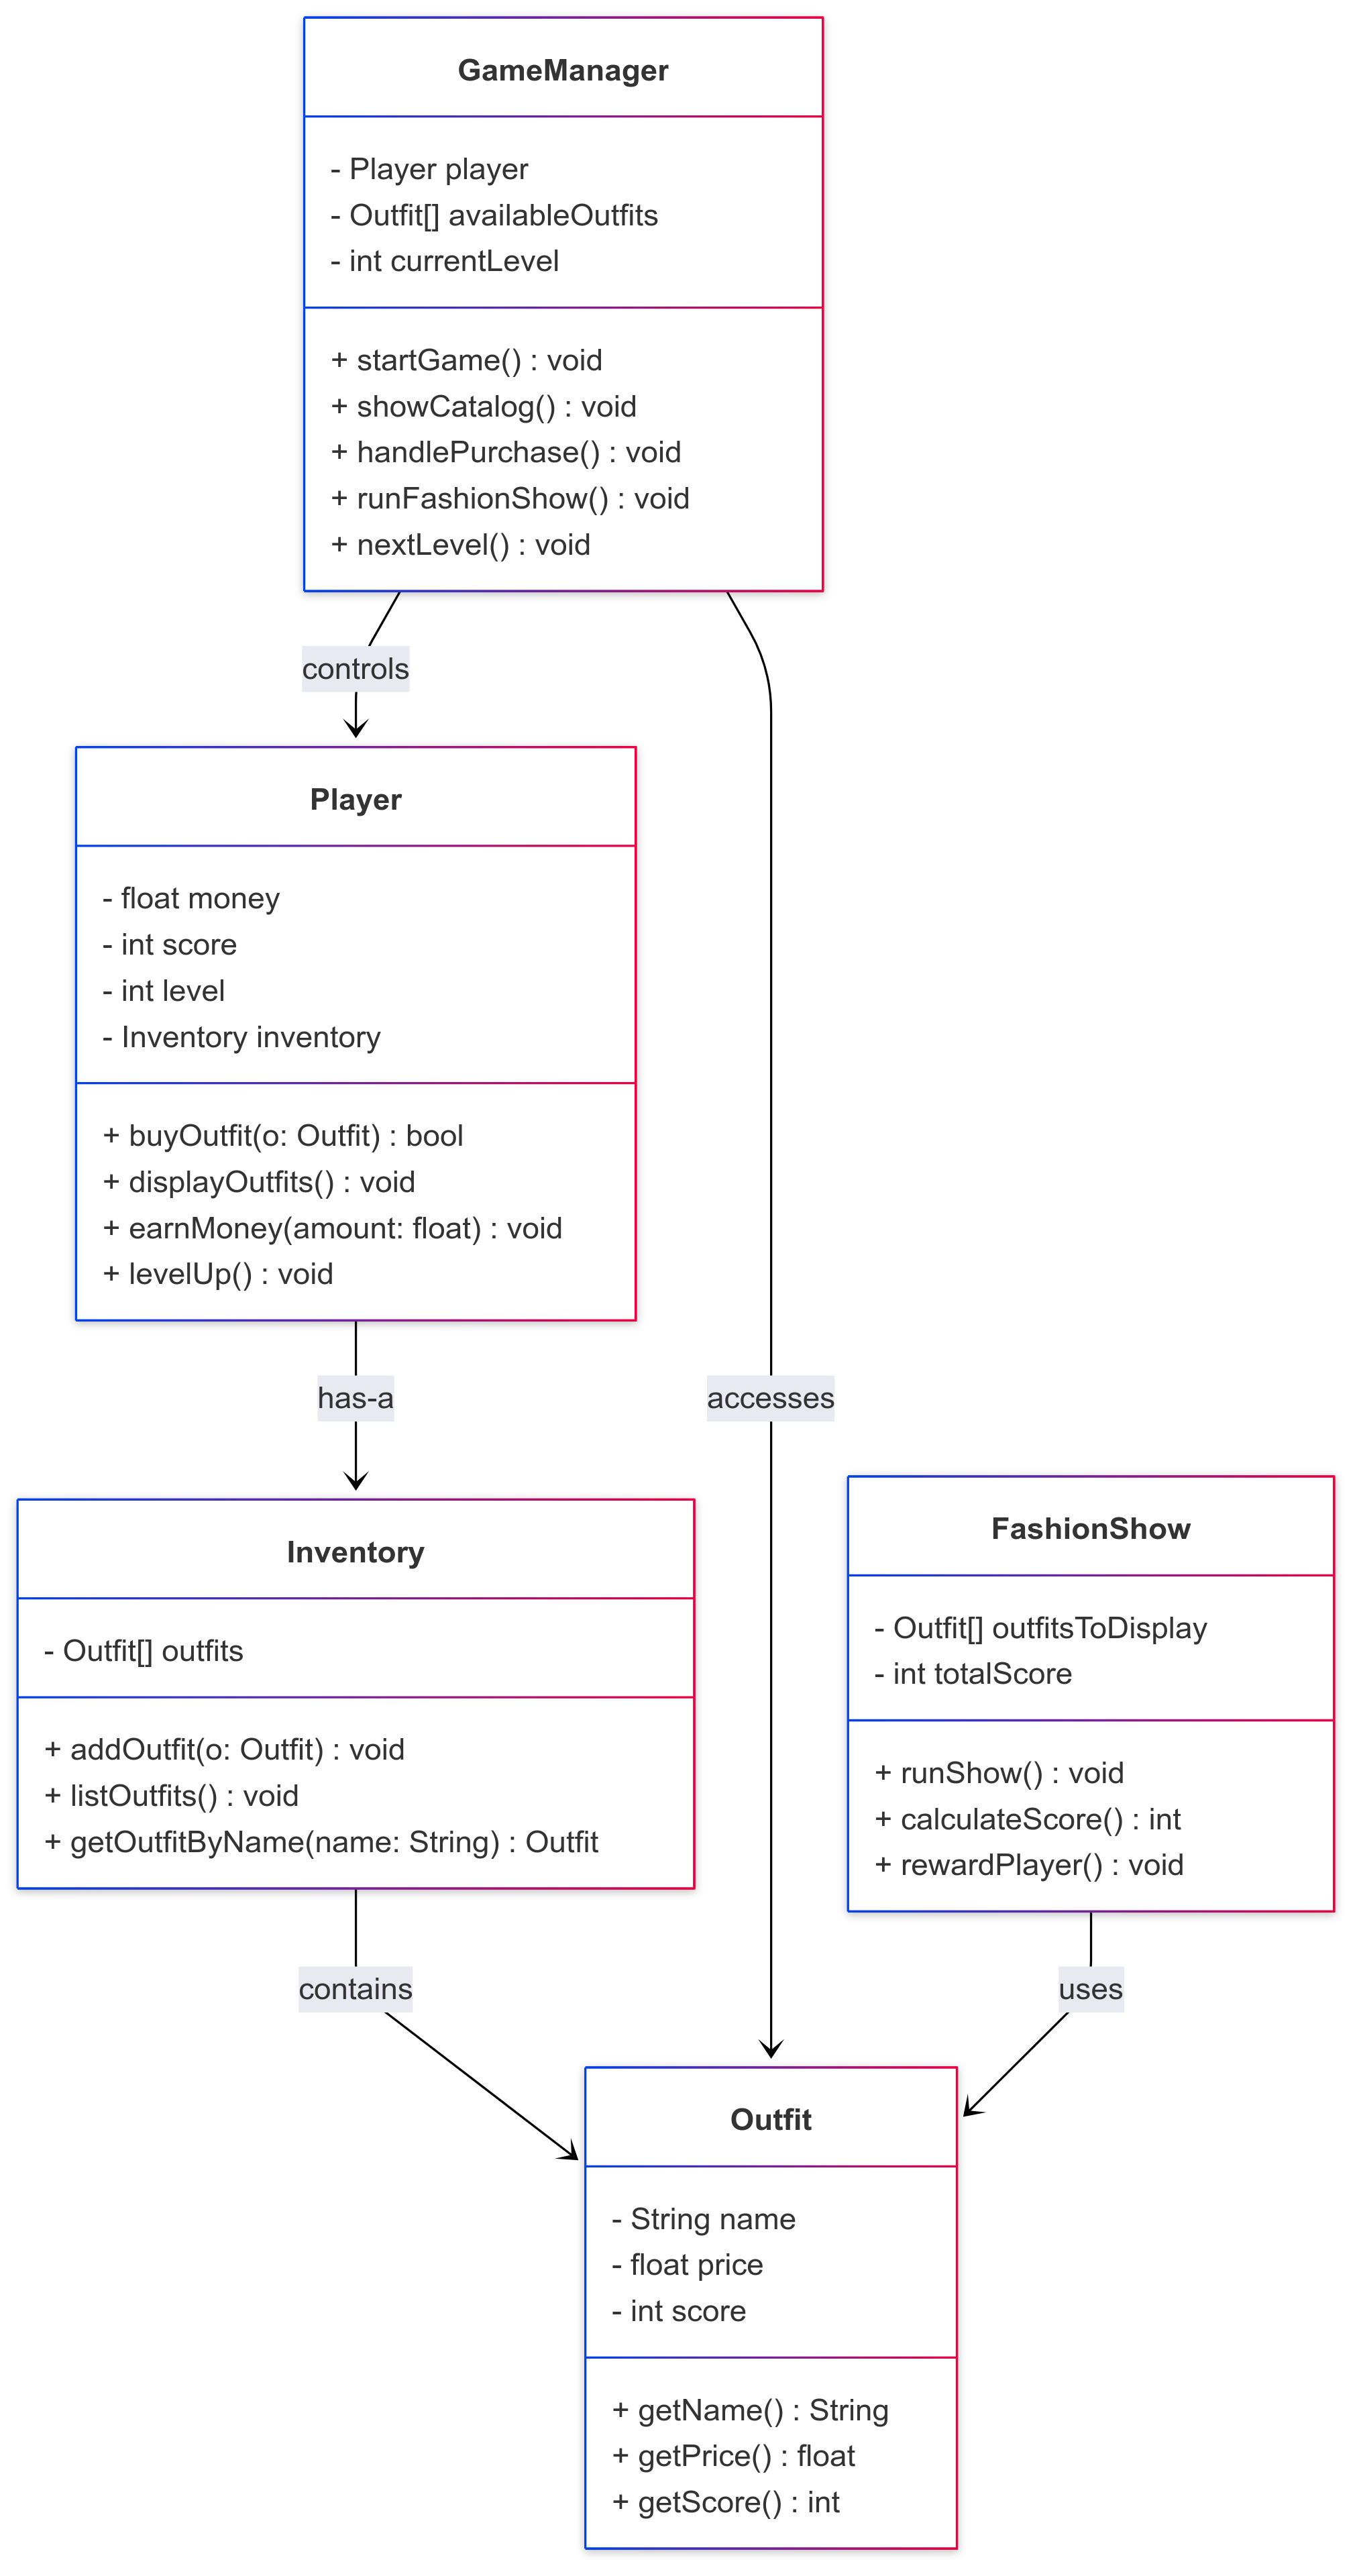 GameManager
- Player player
- Outfit[] availableOutfits
- int currentLevel
+ startGame() : void
+ showCatalog() : void
+ handlePurchase() : void
+ runFashionShow() : void
+ nextLevel() : void
controls
Player
- float money
- int score
- int level
- Inventory inventory
+ buyOutfit(o: Outfit) : bool
+ displayOutfits() : void
+ earnMoney(amount: float) : void
+ levelUp() : void
has-a
accesses
Inventory
- Outfit[] outfits
+ addOutfit(o: Outfit) : void
+ listOutfits() : void
+ getOutfitByName(name: String) : Outfit
FashionShow
- Outfit[] outfitsToDisplay
- int totalScore
+ runShow() : void
+ calculateScore() : int
+ rewardPlayer() : void
contains
uses
Outfit
- String name
- float price
- int score
+ getName() : String
+ getPrice() : float
+ getScore() : int